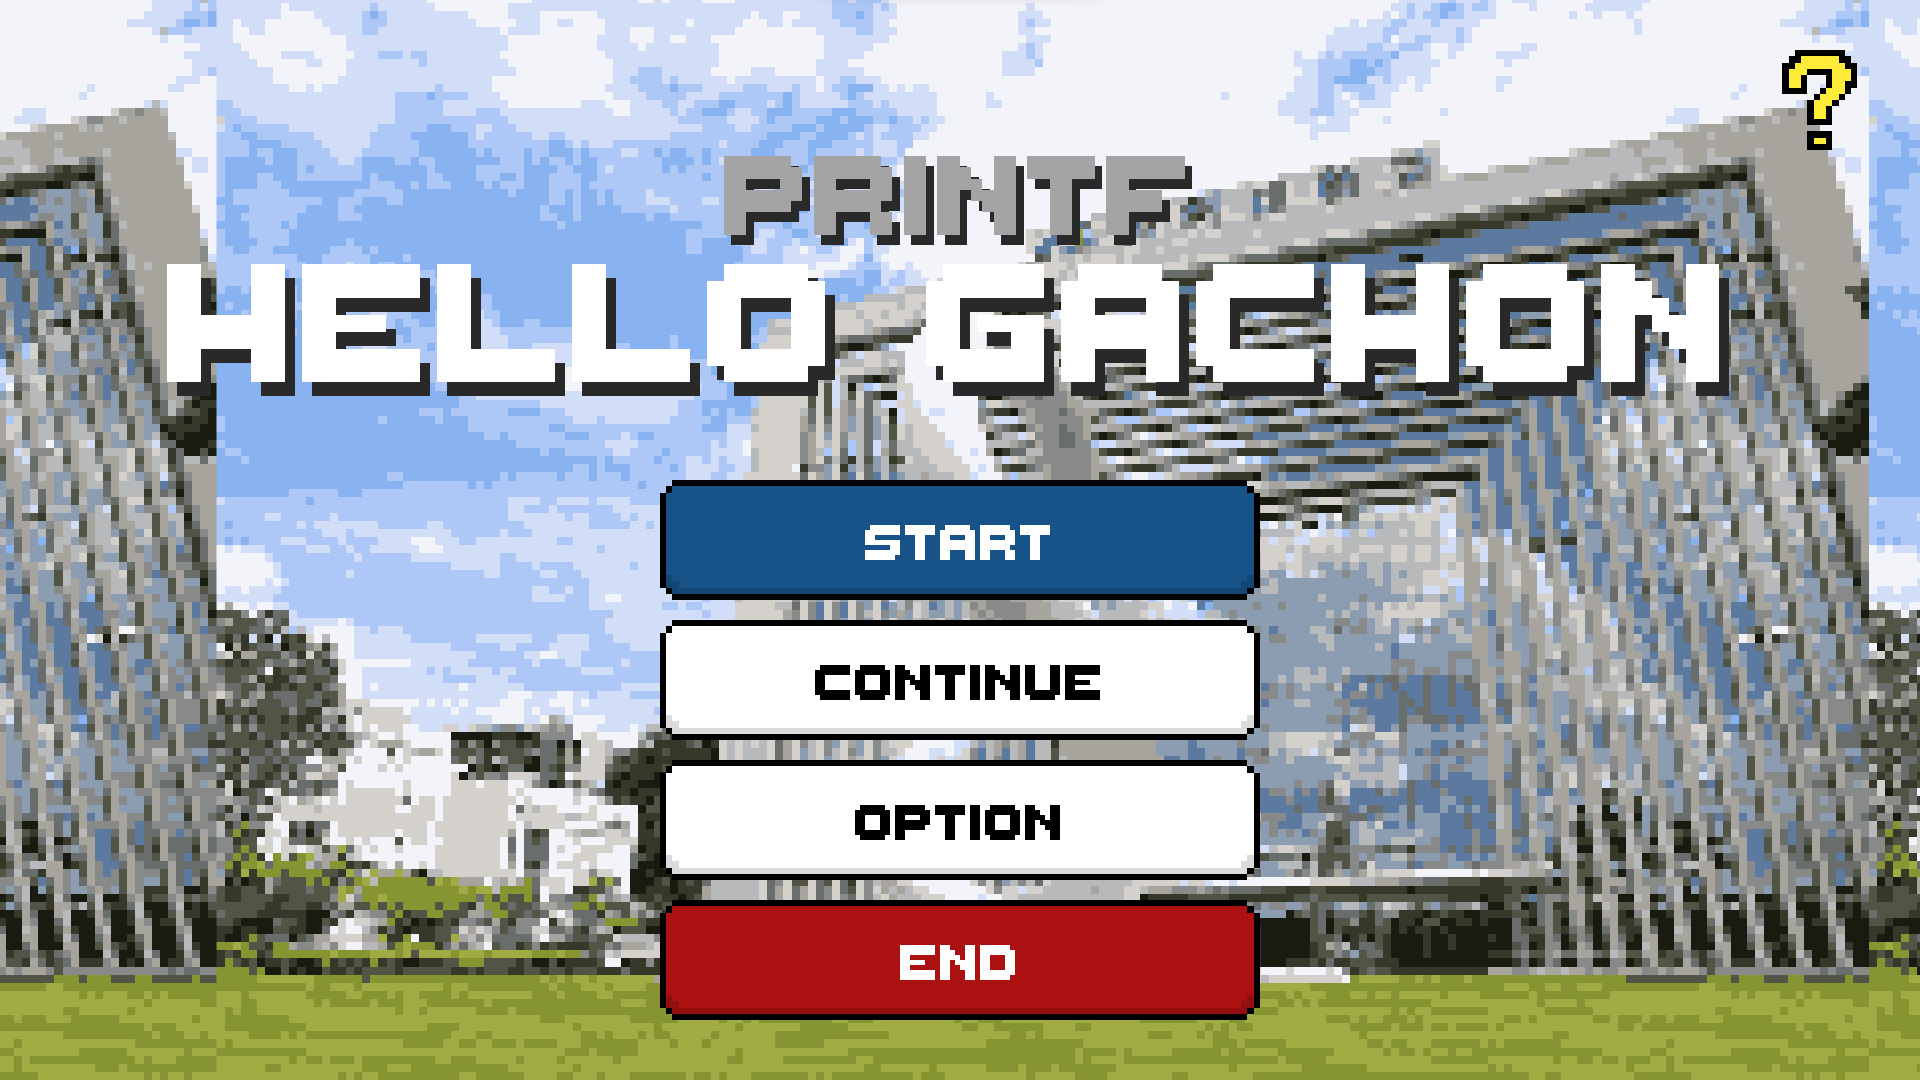 ?
PRINTF
HELLO GACHON
START
CONTINUE
OPTION
END